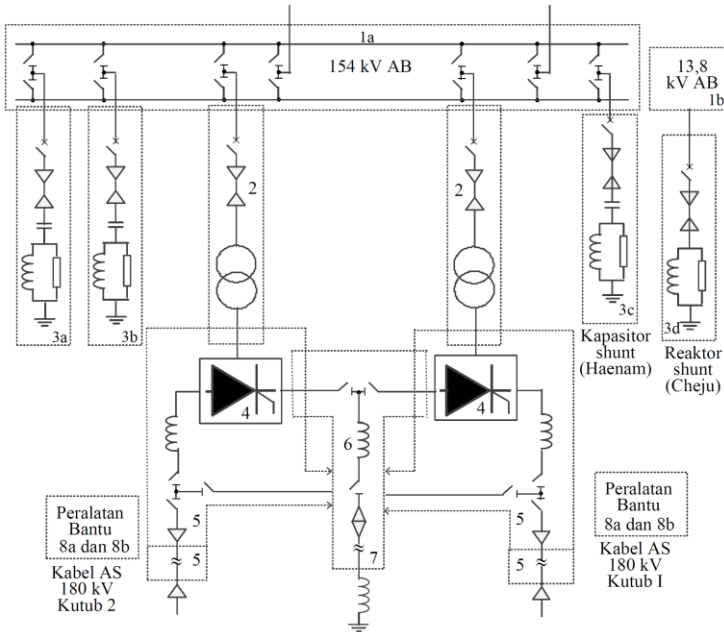 1a
154 kV AB
13,8
kV AB
1b
2
2
3a
3b
3c
3d
Kapasitor
shunt
(Haenam)
Reaktor
shunt
(Cheju)
4
4
6
5
5
5
5
7
Peralatan
Bantu
8a dan 8b
Kabel AS
180 kV
Kutub 2
Peralatan
Bantu
8a dan 8b
Kabel AS
180 kV
Kutub I